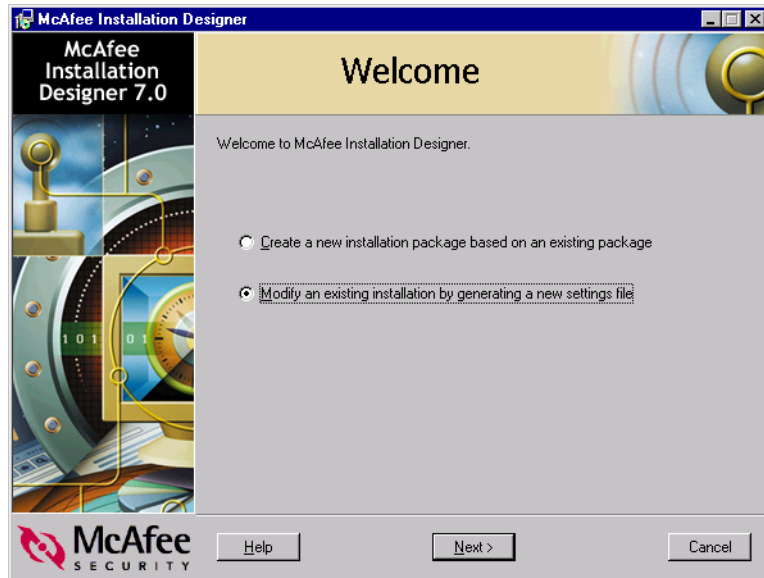 McAfee Installation Designer
McAfee
Installation
Designer 7.0
Welcome
Welcome to McAfee Installation Designer.
Create a new installation package based on an existing package
Modify an existing installation by generating a new settings file
101
101
01
McAfee
SECURITY
Help
Next >
Cancel